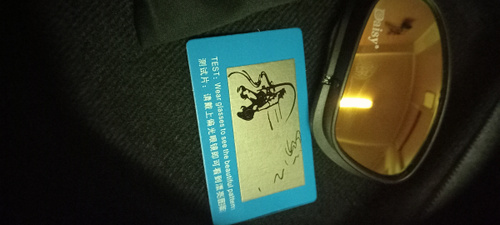 TEST: Wear glasses to see the beautiful pattern
测试片：请戴上偏光眼镜即可看到漂亮图案
Daisy